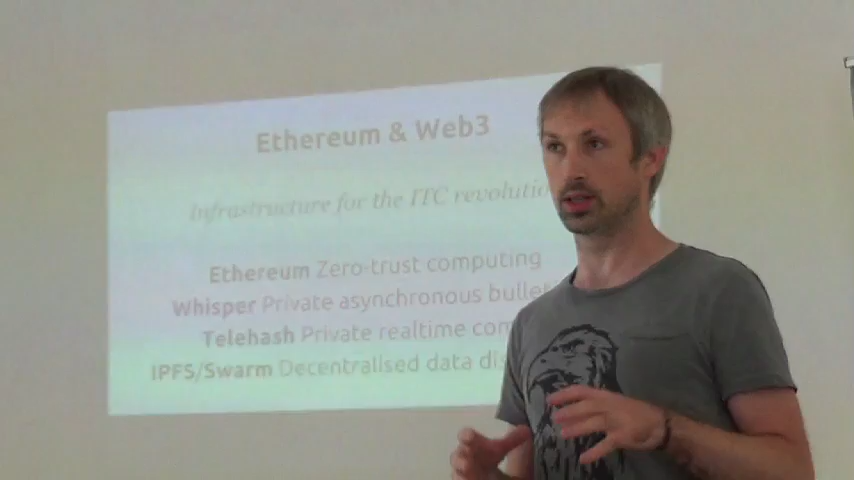 Ethereum & Web3
Infrastructure for the ITC revolutio
Ethereum Zero-trust computing
Whisper Private asynchronous bullet
Telehash Private realtime com
IPFS/Swarm Decentralised data dis